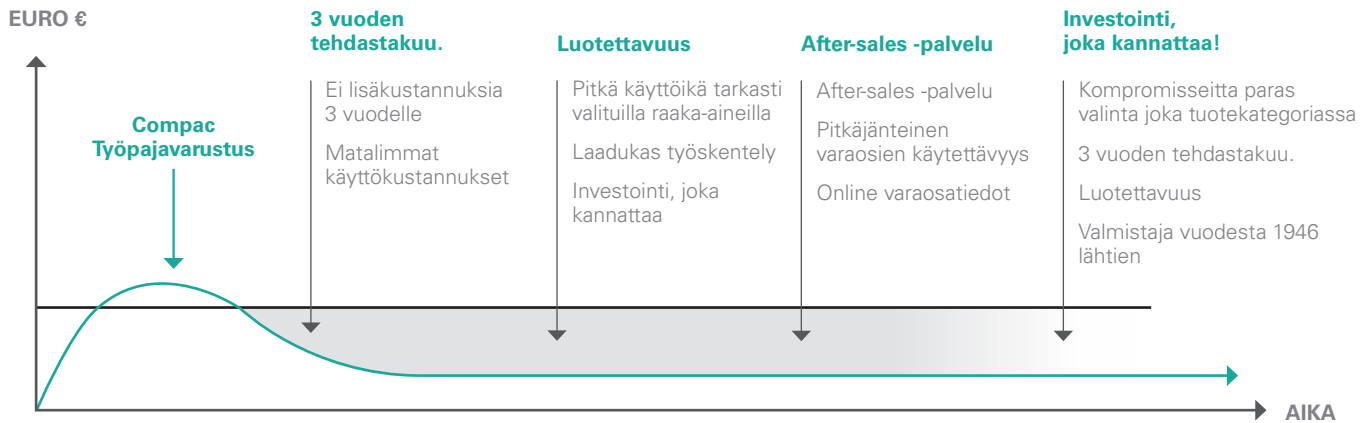 EURO €
3 vuoden
tehdastakuu.
Ei lisäkustannuksia
3 vuodelle
Matalimmat
käyttökustannukset
Compac
Työpajavarustus
Luotettavuus
Pitkä käyttöikä tarkasti
valituilla raaka-aineilla
Laadukas työskentely
Investointi, joka
kannattaa
After-sales -palvelu
After-sales -palvelu
Pitkäjänteinen
varaosien käytettävyys
Online varaosatiedot
Investointi,
joka kannattaa!
Kompromisseitta paras
valinta joka tuotekategoriassa
3 vuoden tehdastakuu.
Luotettavuus
Valmistaja vuodesta 1946
lähtien
AIKA